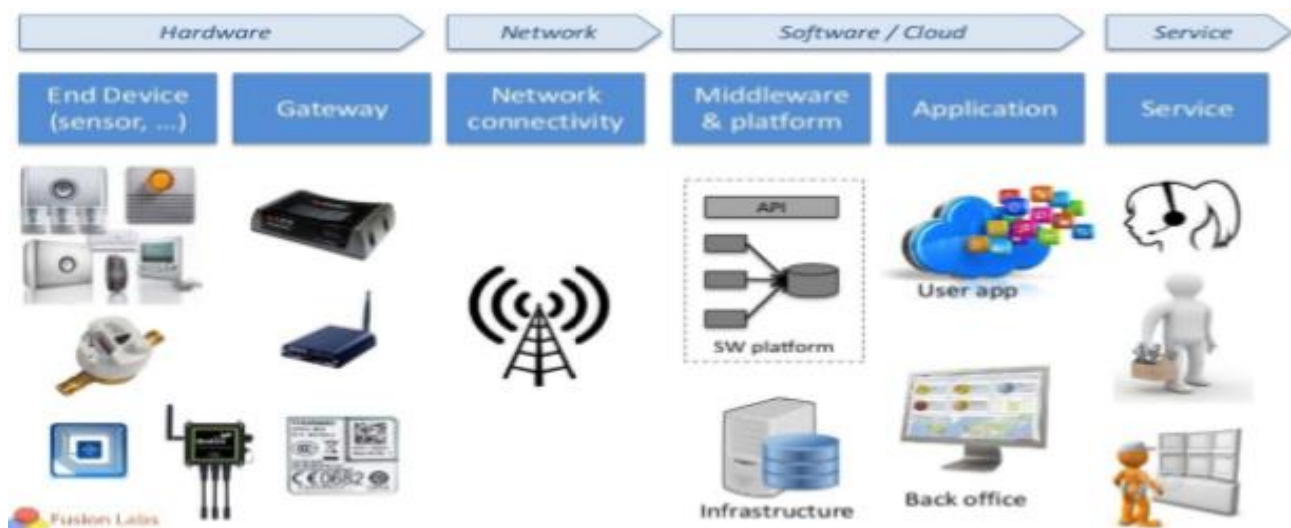 Hardware
Network
Software / Cloud
Service
End Device
(sensor, ...)
Gateway
Network
connectivity
Middleware
& platform
Application
Service
API
SW platform
User app
Infrastructure
Back office
0682
Fusion Labs